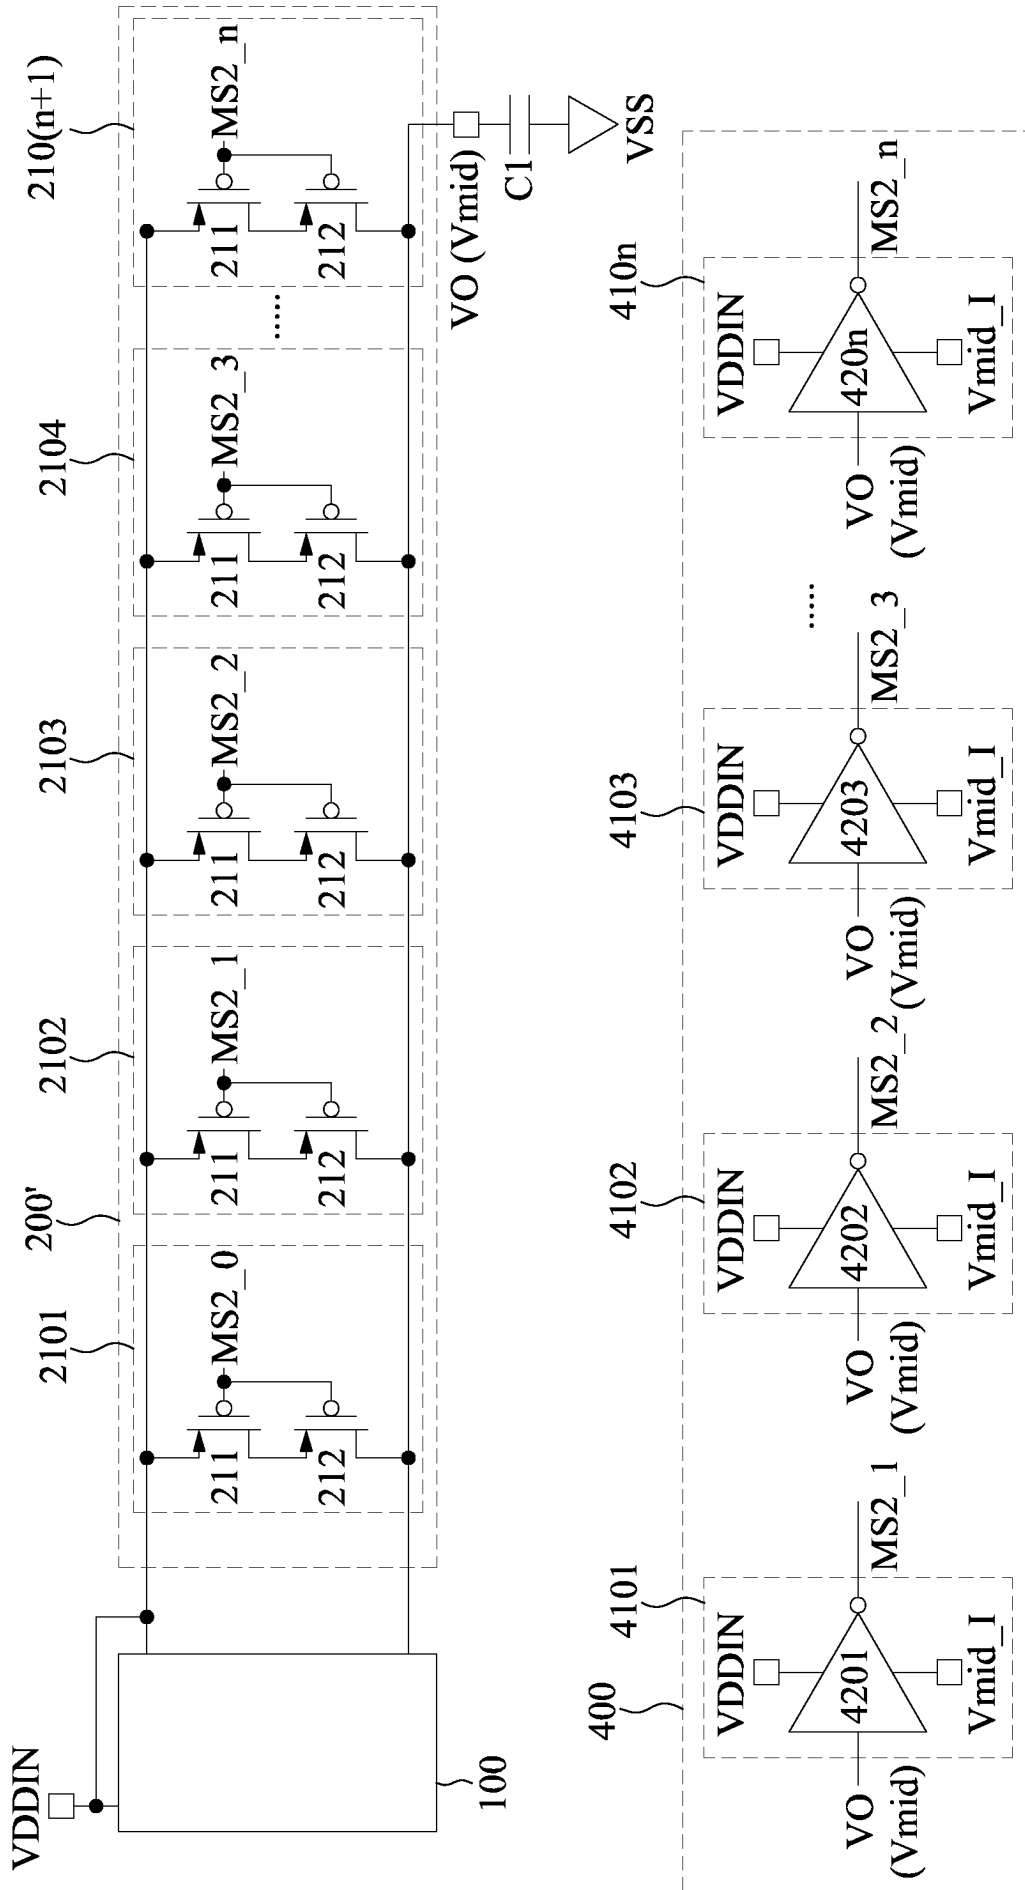 VDDIN
100
2101
200'
2102
2103
2104
210(n+1)
MS2_0
211
212
MS2_1
211
212
MS2_2
211
212
MS2_3
211
212
.....
MS2_n
211
212
VO (Vmid)
C1
VSS
400
4101
VDDIN
4201
VO
(Vmid)
Vmid_I
MS2_1
4102
VDDIN
4202
VO
(Vmid)
Vmid_I
MS2_2
4103
VDDIN
4203
VO
(Vmid)
Vmid_I
MS2_3
.....
410n
VDDIN
420n
VO
(Vmid)
Vmid_I
MS2_n